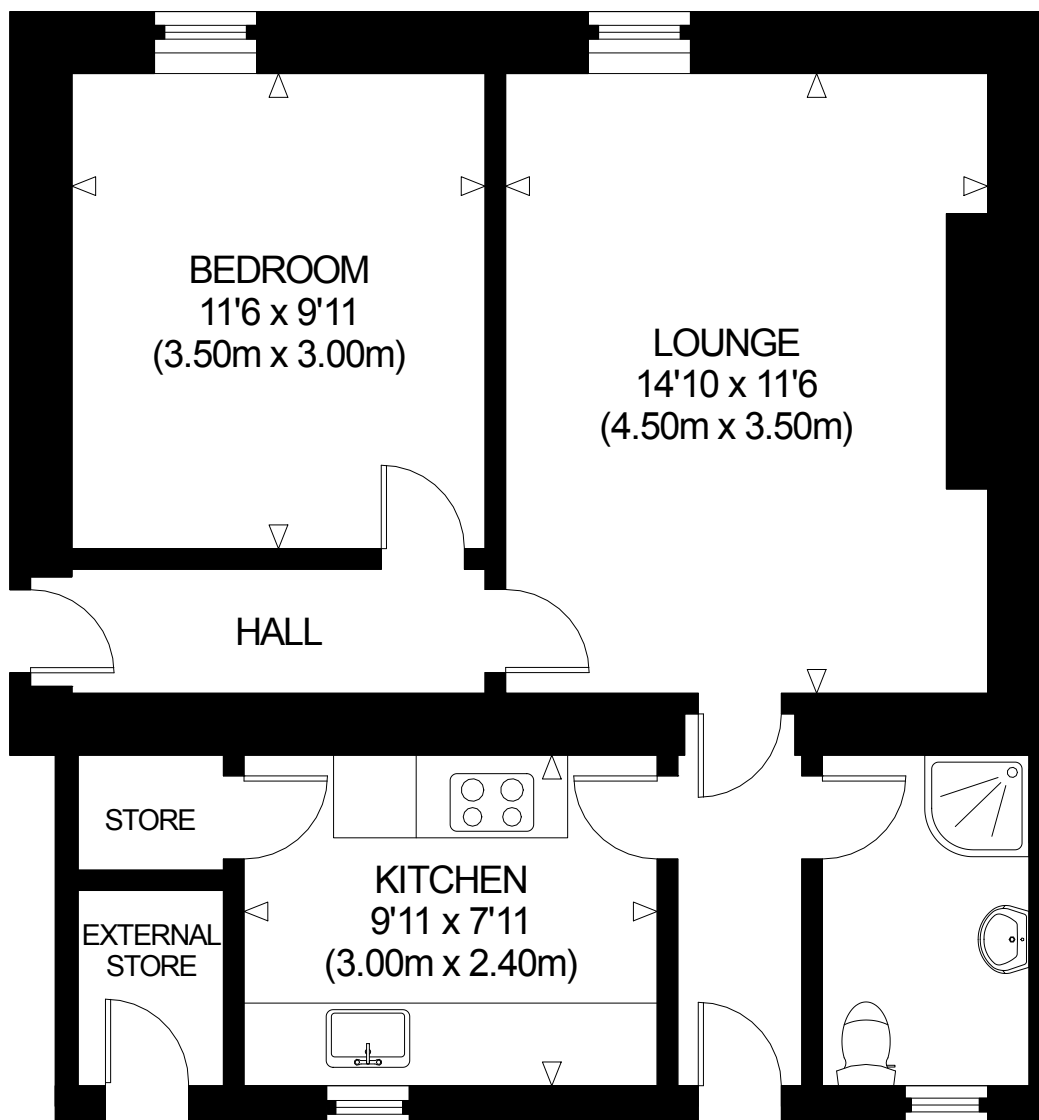 BEDROOM
11'6 x 9'11
(3.50m x 3.00m)
LOUNGE
14'10 x 11'6
(4.50m x 3.50m)
HALL
STORE
KITCHEN
9'11 x 7'11
(3.00m x 2.40m)
EXTERNAL
STORE